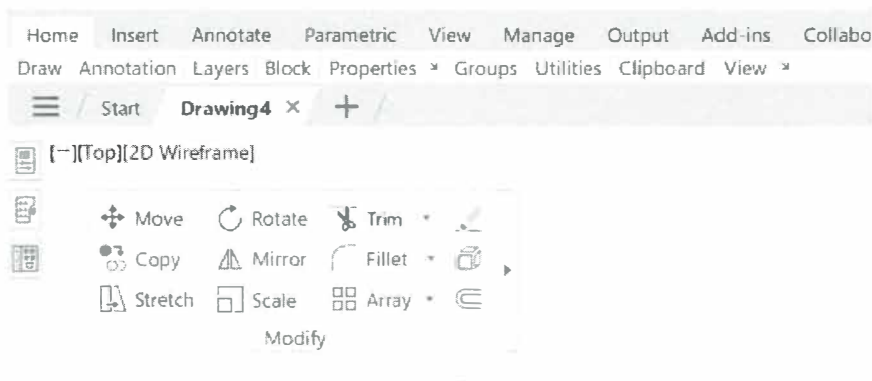 Home Insert Annotate Parametric View Manage Output Add-ins Collabo
Draw Annotation Layers Block Properties Groups Utilities Clipboard View
Start Drawing4
[−][Top][2D Wireframe]
Move Rotate Trim
Copy Mirror Fillet
Stretch Scale Array
Modify